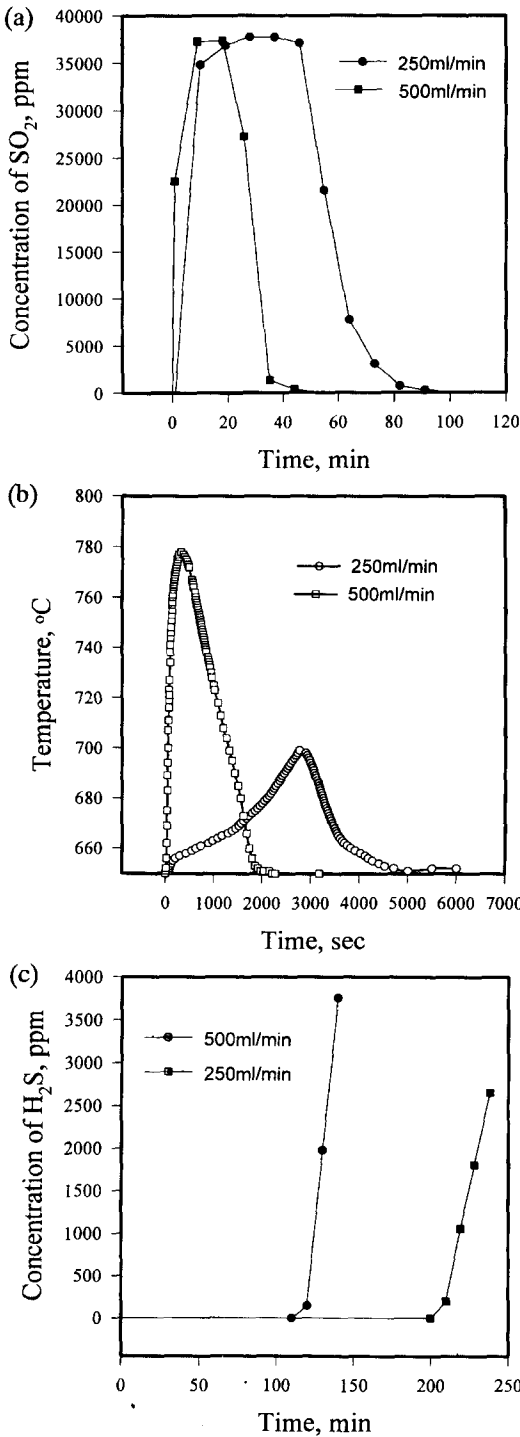 (a)
40000
35000
30000
25000
20000
15000
10000
5000
0
Concentration of SO2, ppm
250ml/min
500ml/min
0 20 40 60 80 100 120
Time, min
(b)
800
780
760
740
720
700
680
660
Temperature, oC
250ml/min
500ml/min
0 1000 2000 3000 4000 5000 6000 7000
Time, sec
(c)
4000
3500
3000
2500
2000
1500
1000
500
0
Concentration of H2S, ppm
500ml/min
250ml/min
0 50 100 150 200 250
Time, min